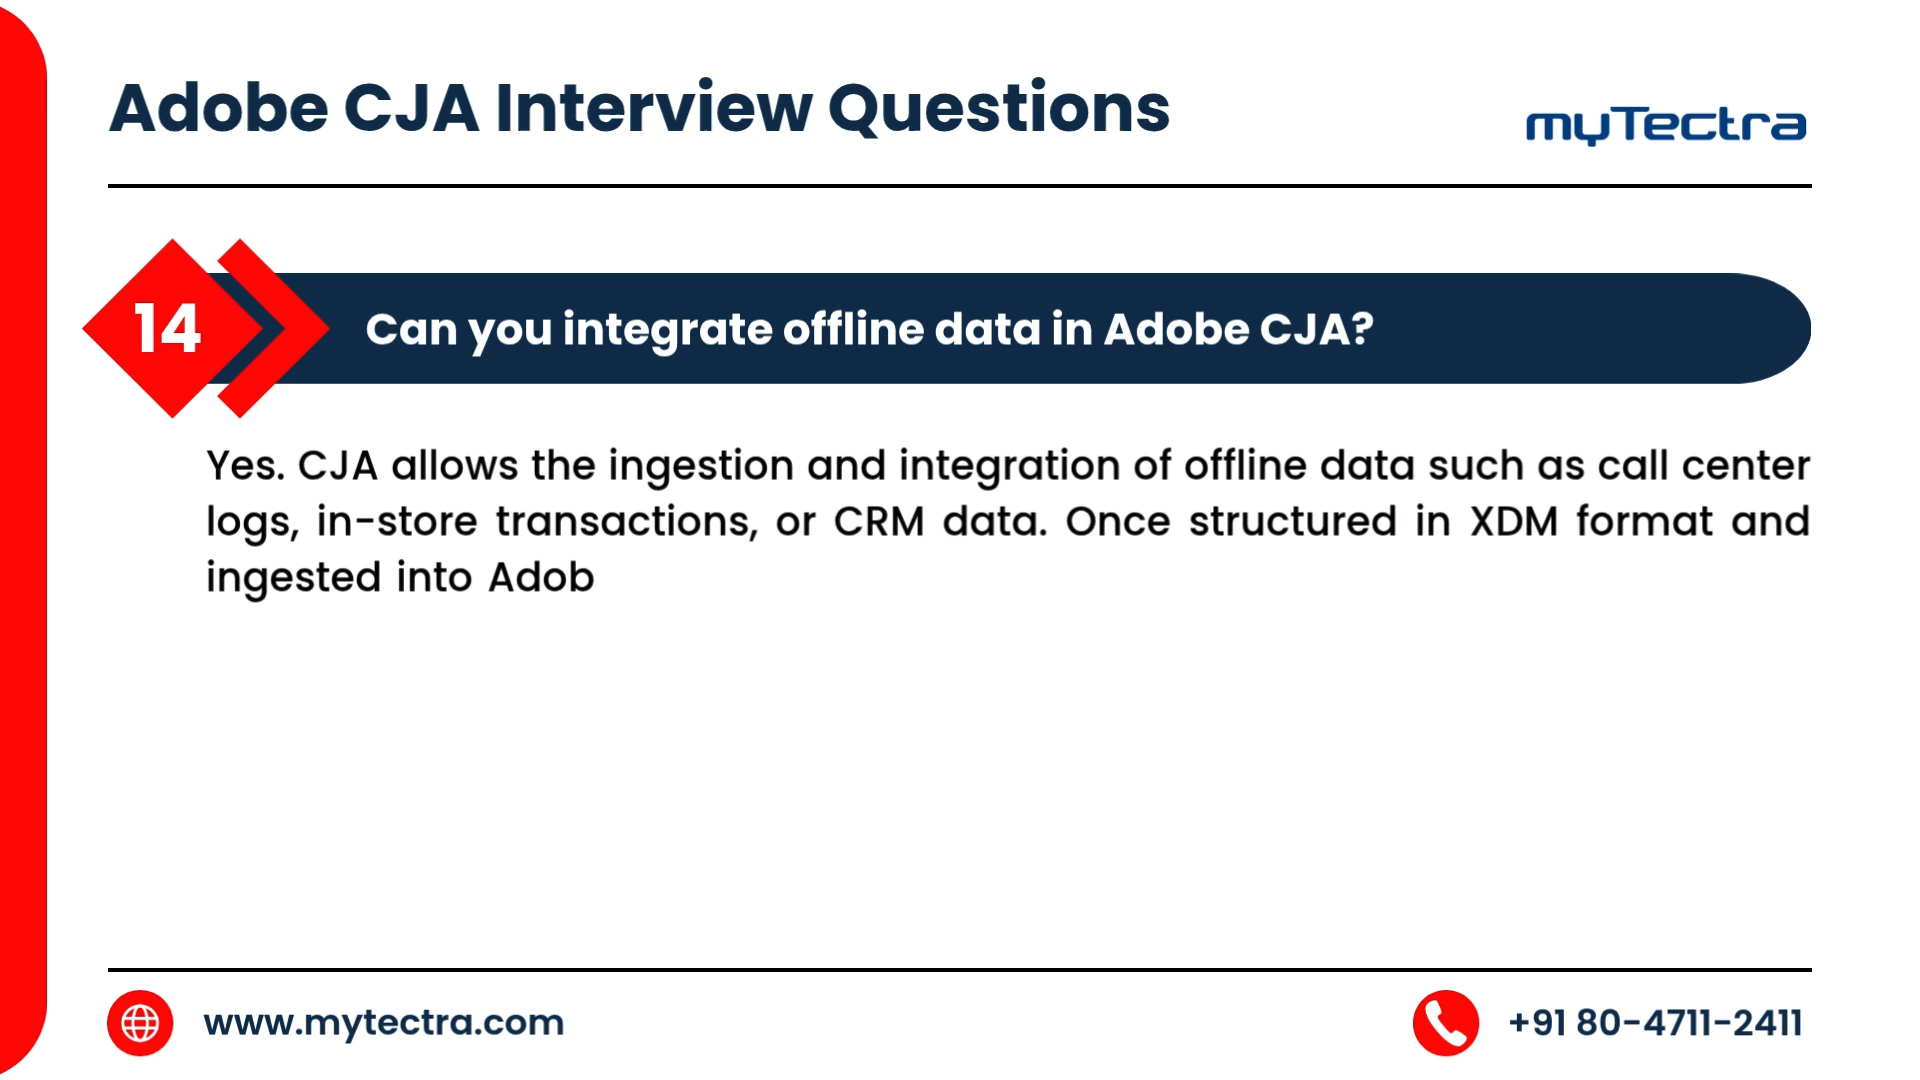 Adobe CJA Interview Questions
myTectra
14
Can you integrate offline data in Adobe CJA?
Yes. CJA allows the ingestion and integration of offline data such as call center
logs, in-store transactions, or CRM data. Once structured in XDM format and
ingested into Adob
www.mytectra.com
+91 80-4711-2411